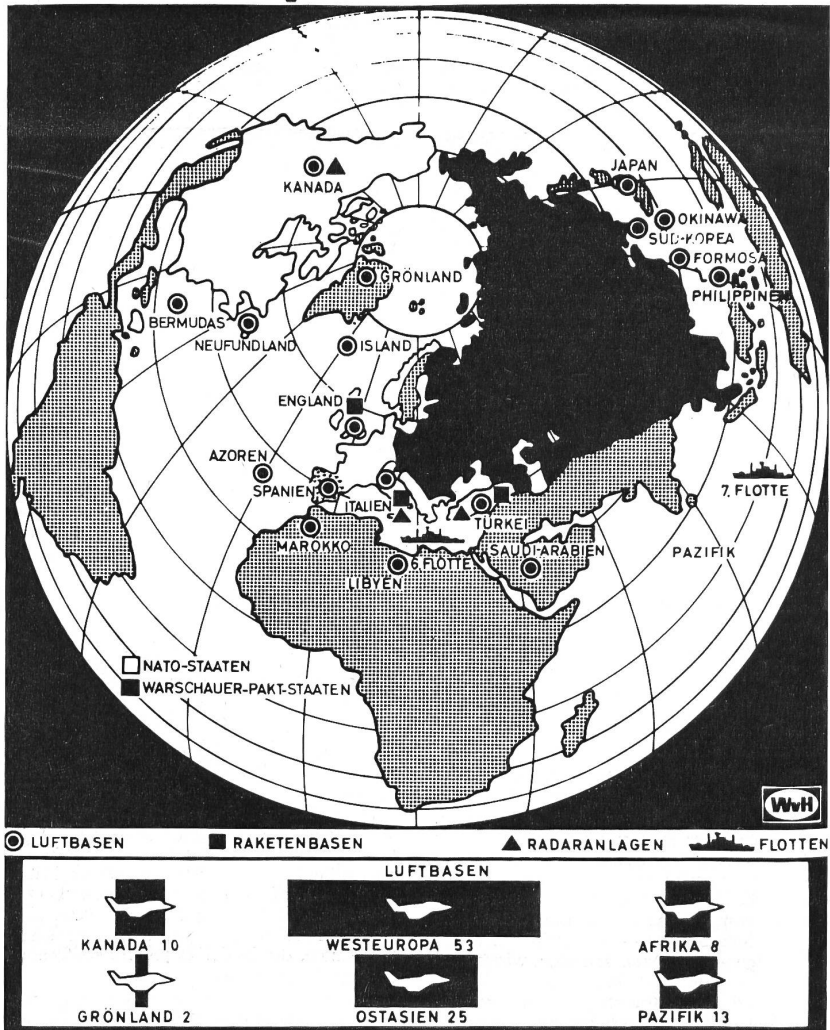 JAPAN
KANADA
OKINAWA
SÜD-KOREA
FORMOSA
GRÖNLAND
PHILIPPINEN
BERMUDAS
NEUFUNDLAND
ISLAND
ENGLAND
AZOREN
SPANIEN
7. FLOTTE
ITALIEN
TÜRKEI
MAROKKO
SAUDI-ARABIEN
PAZIFIK
6.FLOTTE
LIBYEN
NATO-STAATEN
WARSCHAUER-PAKT-STAATEN
WvH
LUFTBASEN
RAKETENBASEN
RADARANLAGEN
FLOTTEN
LUFTBASEN
KANADA 10
WESTEUROPA 53
AFRIKA 8
GRÖNLAND 2
OSTASIEN 25
PAZIFIK 13